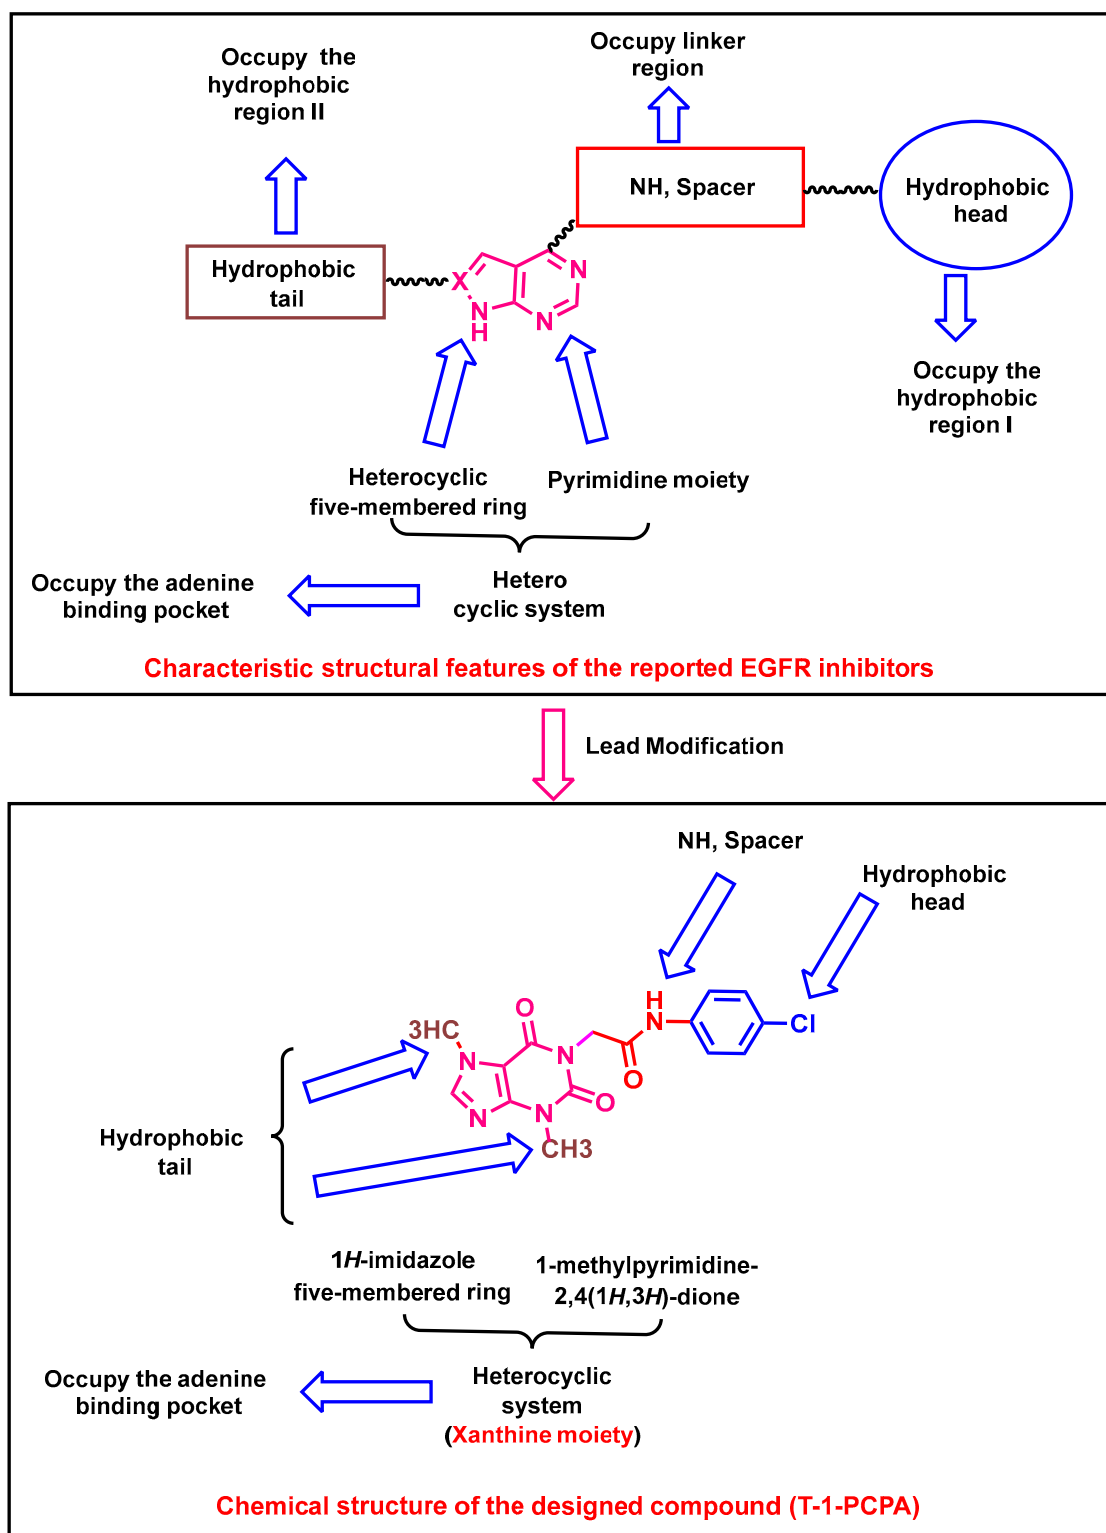 Occupy the
hydrophobic
region II
Occupy linker
region
NH, Spacer
Hydrophobic
head
Hydrophobic
tail
X
N
H
N
N
Occupy the
hydrophobic
region I
Heterocyclic
five-membered ring
Pyrimidine moiety
Hetero
cyclic system
Occupy the adenine
binding pocket
Characteristic structural features of the reported EGFR inhibitors
Lead Modification
NH, Spacer
Hydrophobic
head
O
3HC
H
N
Cl
N
N
O
O
N
N
CH3
Hydrophobic
tail
1H-imidazole
five-membered ring
1-methylpyrimidine-
2,4(1H,3H)-dione
Occupy the adenine
binding pocket
Heterocyclic
system
(Xanthine moiety)
Chemical structure of the designed compound (T-1-PCPA)